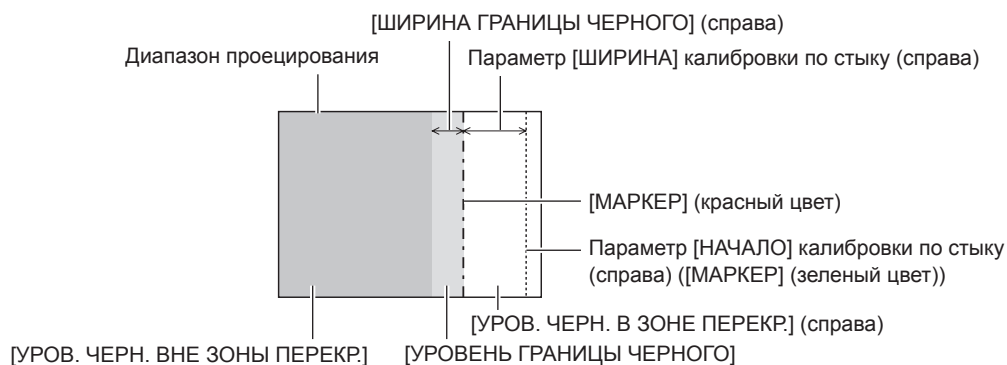 [ШИРИНА ГРАНИЦЫ ЧЕРНОГО] (справа)
Диапазон проецирования
Параметр [ШИРИНА] калибровки по стыку (справа)
[МАРКЕР] (красный цвет)
Параметр [НАЧАЛО] калибровки по стыку
(справа) ([МАРКЕР] (зеленый цвет))
[УРОВ. ЧЕРН. В ЗОНЕ ПЕРЕКР.] (справа)
[УРОВ. ЧЕРН. ВНЕ ЗОНЫ ПЕРЕКР.]
[УРОВЕНЬ ГРАНИЦЫ ЧЕРНОГО]